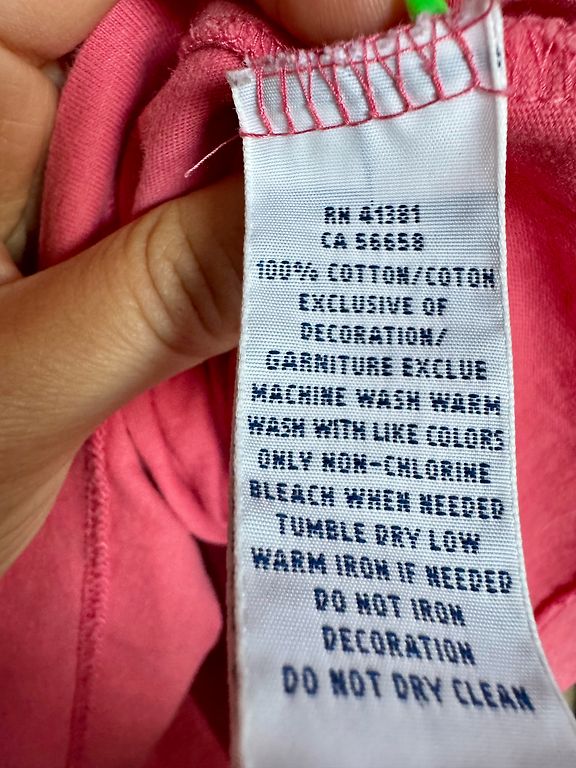 RN 41381
CA 56658
100% COTTON/COTON
EXCLUSIVE OF
DECORATION/
GARNITURE EXCLUE
MACHINE WASH WARM
WASH WITH LIKE COLORS
ONLY NON-CHLORINE
BLEACH WHEN NEEDED
TUMBLE DRY LOW
WARM IRON IF NEEDED
DO NOT IRON
DECORATION
DO NOT DRY CLEAN